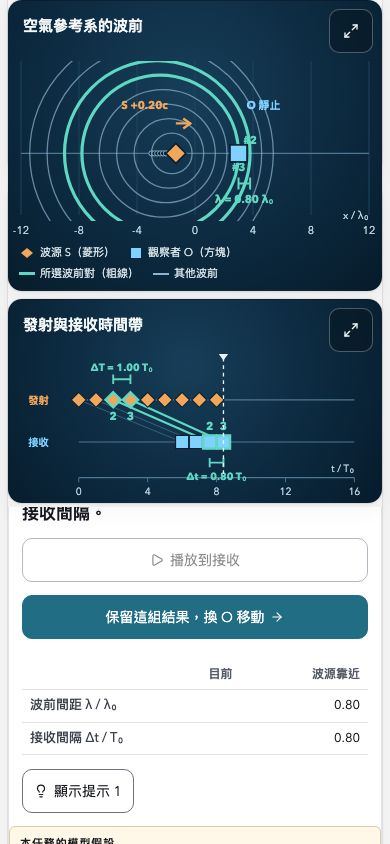 空氣參考系的波前
S +0.20c
O 靜止
#2
#3
λ = 0.80 λ₀
x / λ₀
-12 -8 -4 0 4 8 12
波源 S（菱形） 觀察者 O（方塊）
所選波前對（粗線） 其他波前
發射與接收時間帶
ΔT = 1.00 T₀
發射
2 3
2 3
接收
Δt = 0.80 T₀
t / T₀
0 4 8 12 16
接收間隔。
播放到接收
保留這組結果，換 O 移動 →
目前 波源靠近
波前間距 λ / λ₀ 0.80
接收間隔 Δt / T₀ 0.80
顯示提示 1
本任務的模型假設